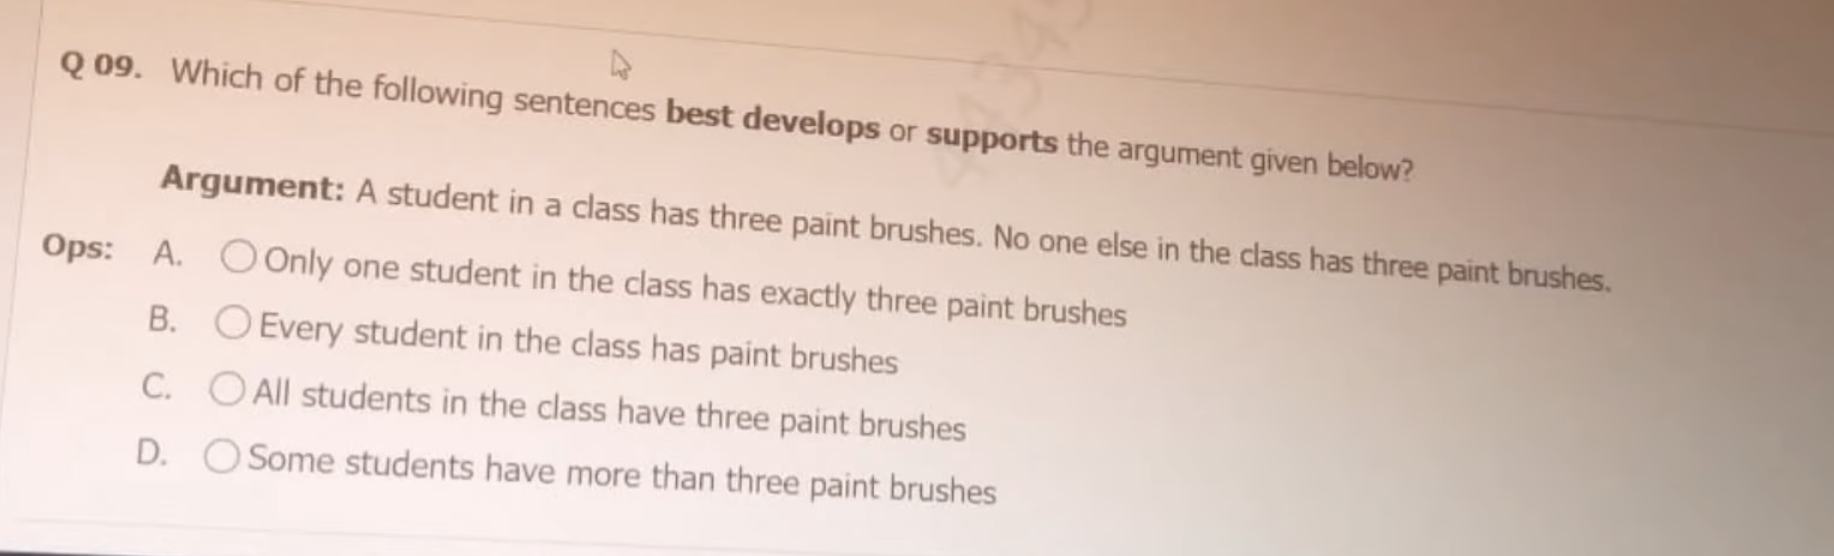 Q 09. Which of the following sentences best develops or supports the argument given below?
Argument: A student in a class has three paint brushes. No one else in the class has three paint brushes.
Ops: A. Only one student in the class has exactly three paint brushes
B. Every student in the class has paint brushes
C. All students in the class have three paint brushes
D. Some students have more than three paint brushes